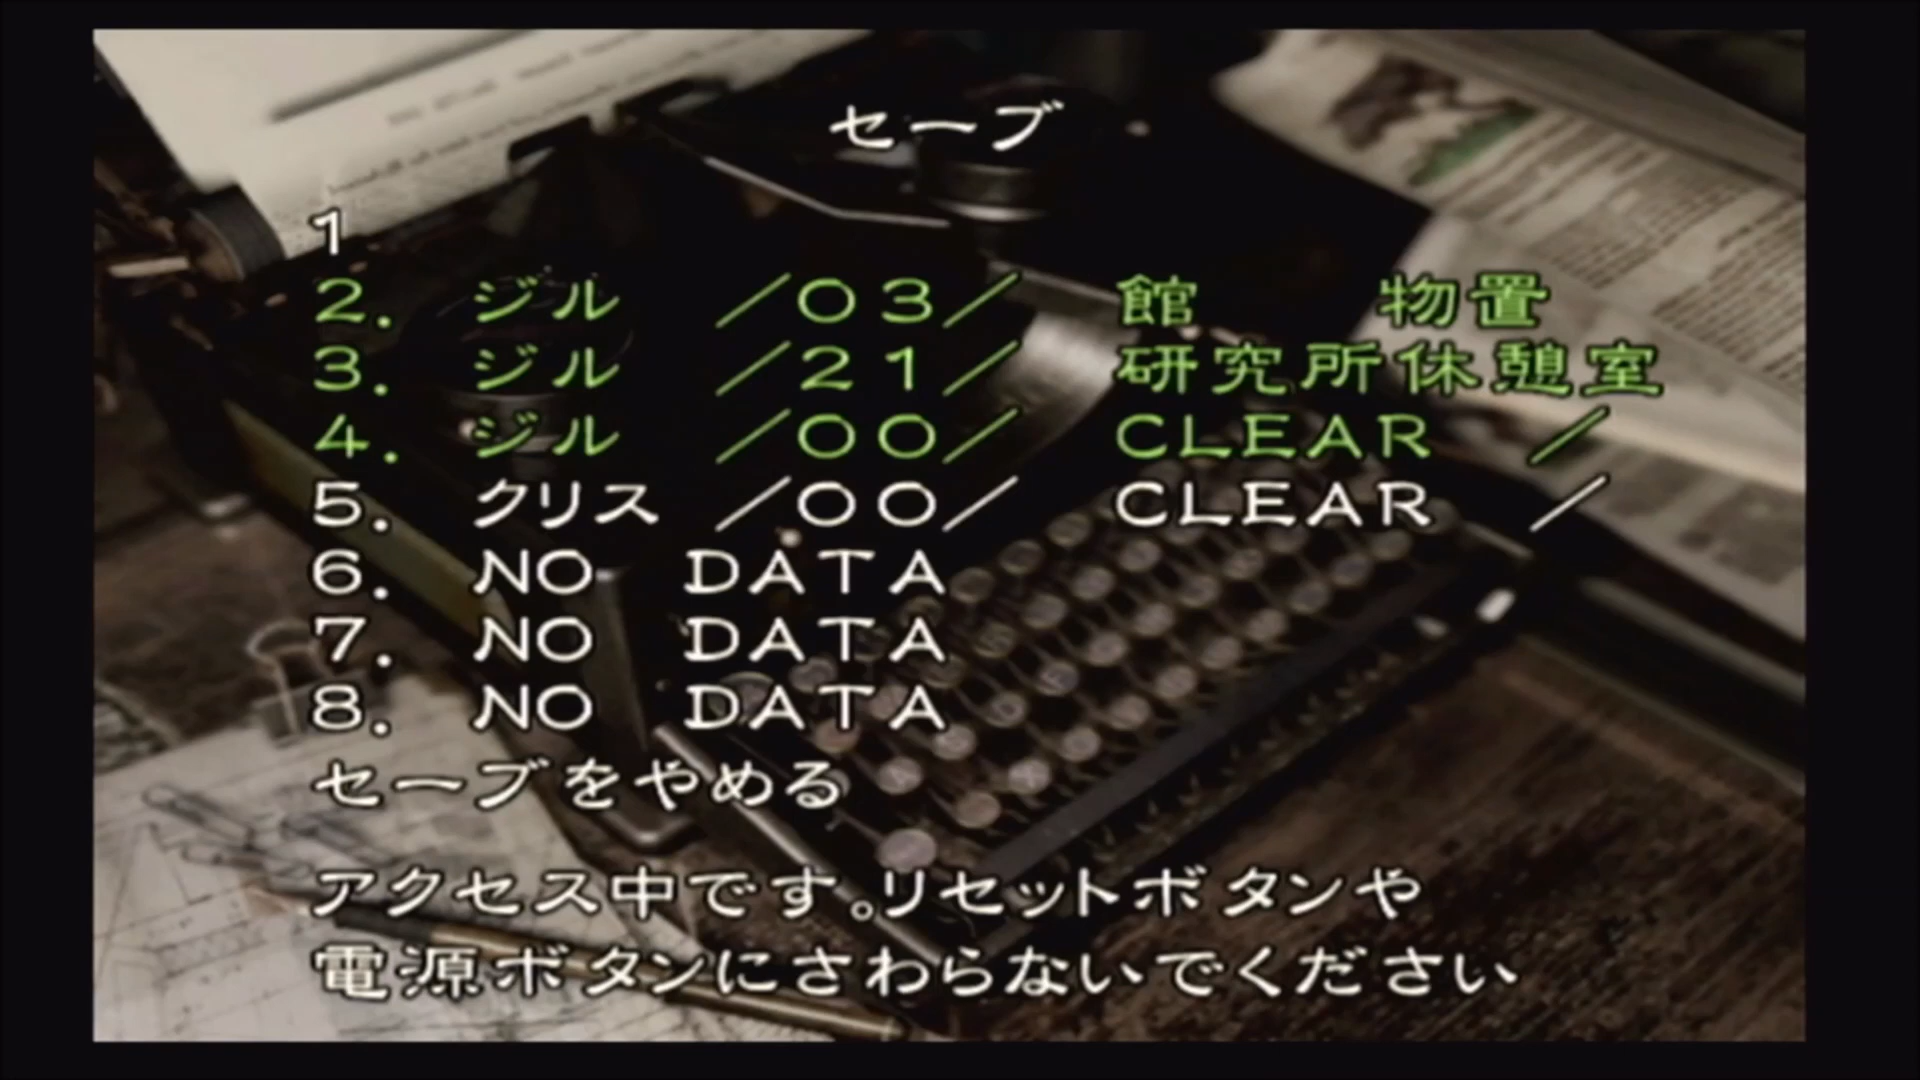 セーブ
1
2. ジル ／03／ 館 物置
3. ジル ／21／ 研究所休憩室
4. ジル ／00／ CLEAR ／
5. クリス ／00／ CLEAR ／
6. NO DATA
7. NO DATA
8. NO DATA
セーブをやめる
アクセス中です。リセットボタンや
電源ボタンにさわらないでください